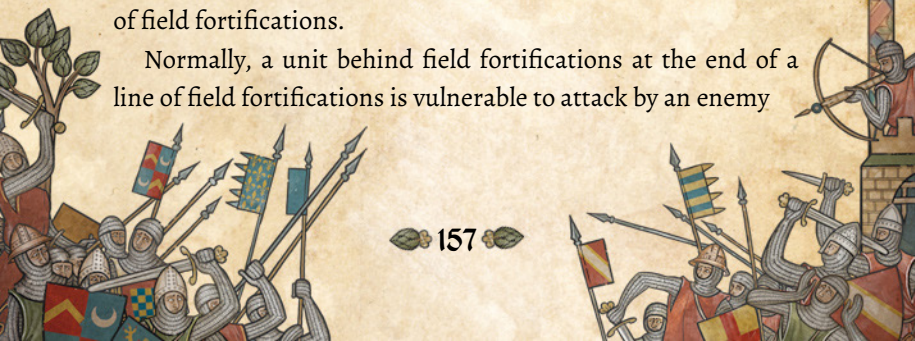 of field fortifications.
Normally, a unit behind field fortifications at the end of a
line of field fortifications is vulnerable to attack by an enemy
157